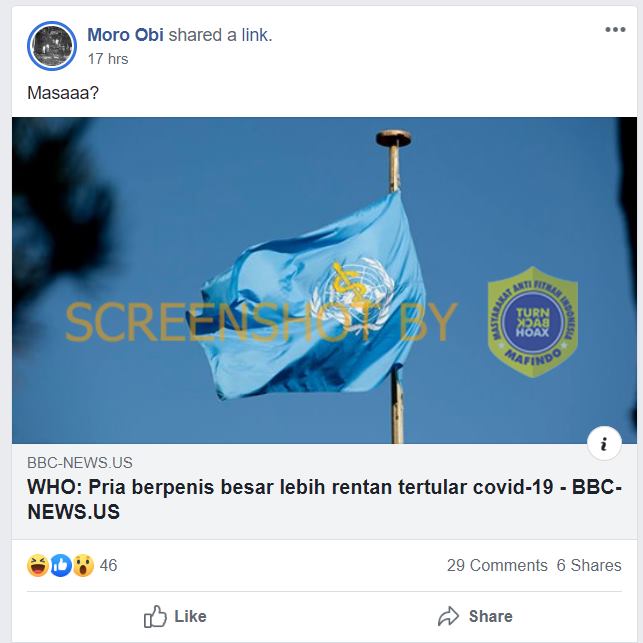 Moro Obi shared a link.
17 hrs
Masaaa?
SCREENSHOT BY
MASYARAKAT ANTI FITNAH INDONESIA
TURN
BACK
HOAX
MAFINDO
i
BBC-NEWS.US
WHO: Pria berpenis besar lebih rentan tertular covid-19 - BBC-
NEWS.US
46
29 Comments 6 Shares
Like
Share